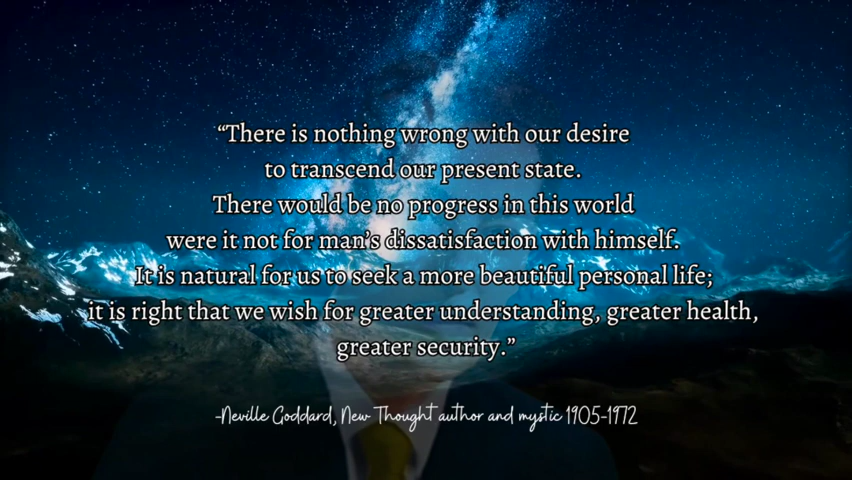 “There is nothing wrong with our desire
to transcend our present state.
There would be no progress in this world
were it not for man’s dissatisfaction with himself.
It is natural for us to seek a more beautiful personal life;
it is right that we wish for greater understanding, greater health,
greater security.”
-Neville Goddard, New Thought author and mystic 1905-1972